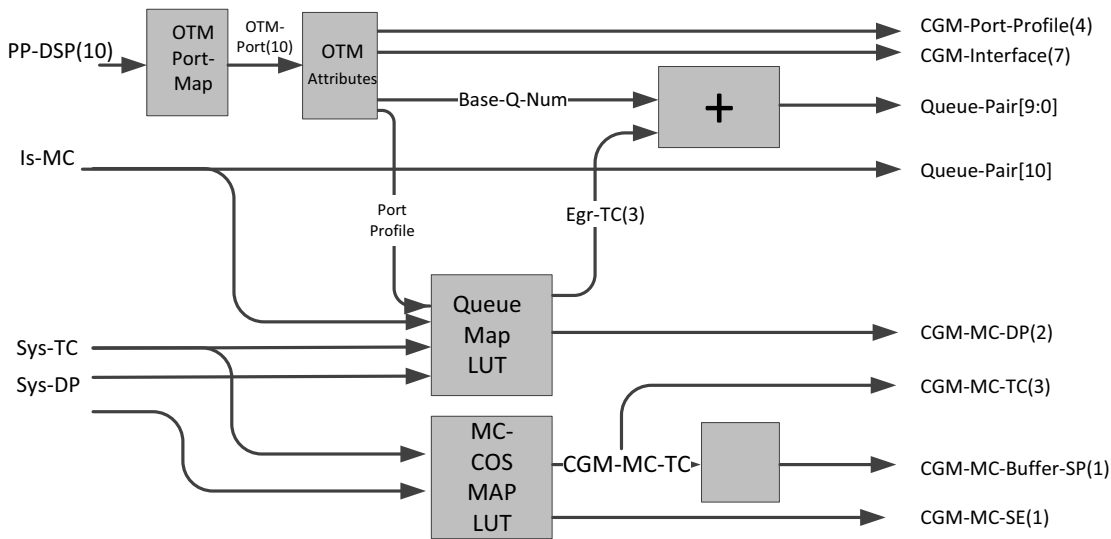 PP-DSP(10)
OTM
Port-
Map
OTM-
Port(10)
OTM
Attributes
CGM-Port-Profile(4)
CGM-Interface(7)
Base-Q-Num
+
Queue-Pair[9:0]
Is-MC
Queue-Pair[10]
Port
Profile
Egr-TC(3)
Queue
Map
LUT
Sys-TC
Sys-DP
CGM-MC-DP(2)
CGM-MC-TC(3)
MC-
COS
MAP
LUT
CGM-MC-TC
CGM-MC-Buffer-SP(1)
CGM-MC-SE(1)